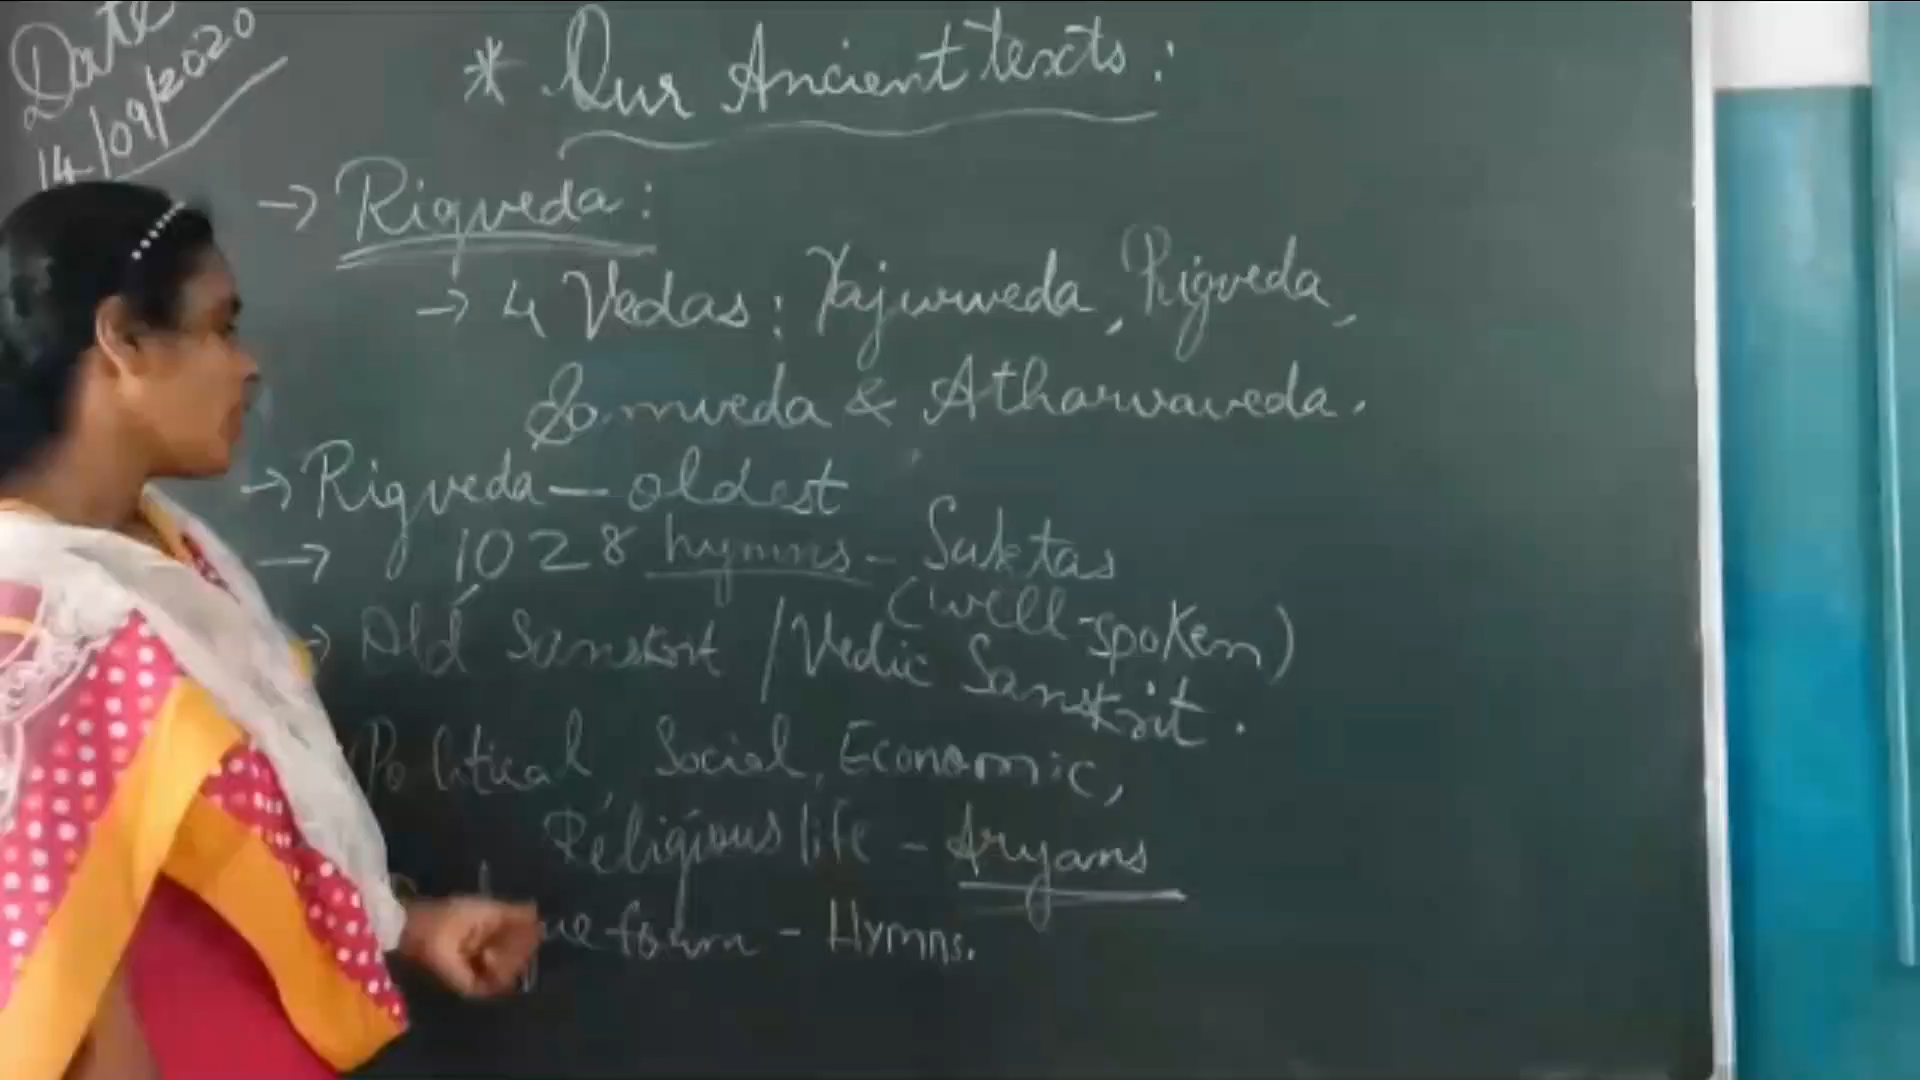 Date
14/09/2020
* Our Ancient texts:
→ Rigveda:
→ 4 Vedas: Yajurveda, Rigveda,
Samveda & Atharvaveda.
→ Rigveda — oldest
→ 1028 hymns - Suktas
(well-spoken)
→ Old Sanskrit / Vedic Sanskrit.
Political, Social, Economic,
Religious life - Aryans
form - Hymns.